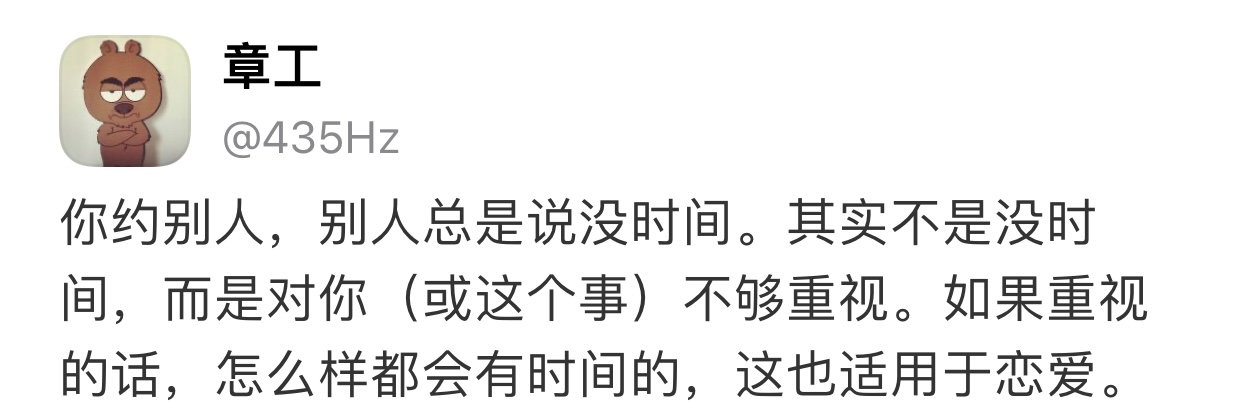 章工
@435Hz
你约别人，别人总是说没时间。其实不是没时
间，而是对你（或这个事）不够重视。如果重视
的话，怎么样都会有时间的，这也适用于恋爱。